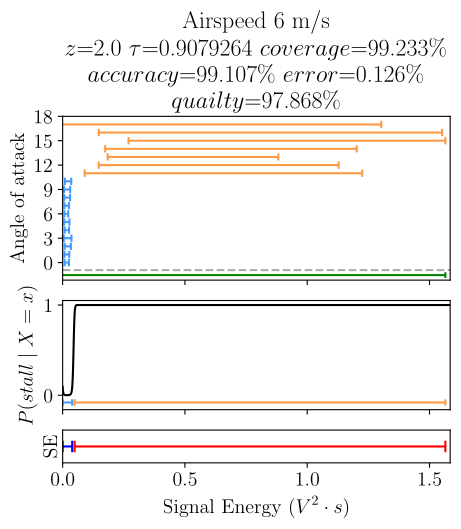 Airspeed 6 m/s
z=2.0 τ=0.9079264 coverage=99.233%
accuracy=99.107% error=0.126%
quailty=97.868%
Angle of attack
18
15
12
9
6
3
0
P(stall | X = x)
1
0
SE
0.0 0.5 1.0 1.5
Signal Energy (V² · s)